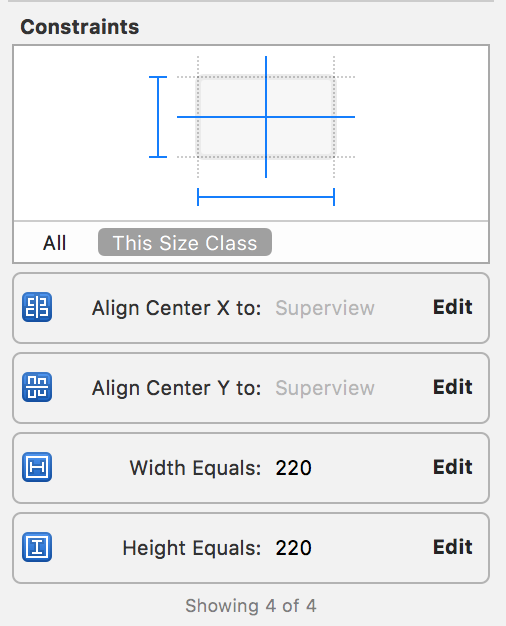 Constraints
All This Size Class
Align Center X to: Superview Edit
Align Center Y to: Superview Edit
Width Equals: 220 Edit
Height Equals: 220 Edit
Showing 4 of 4